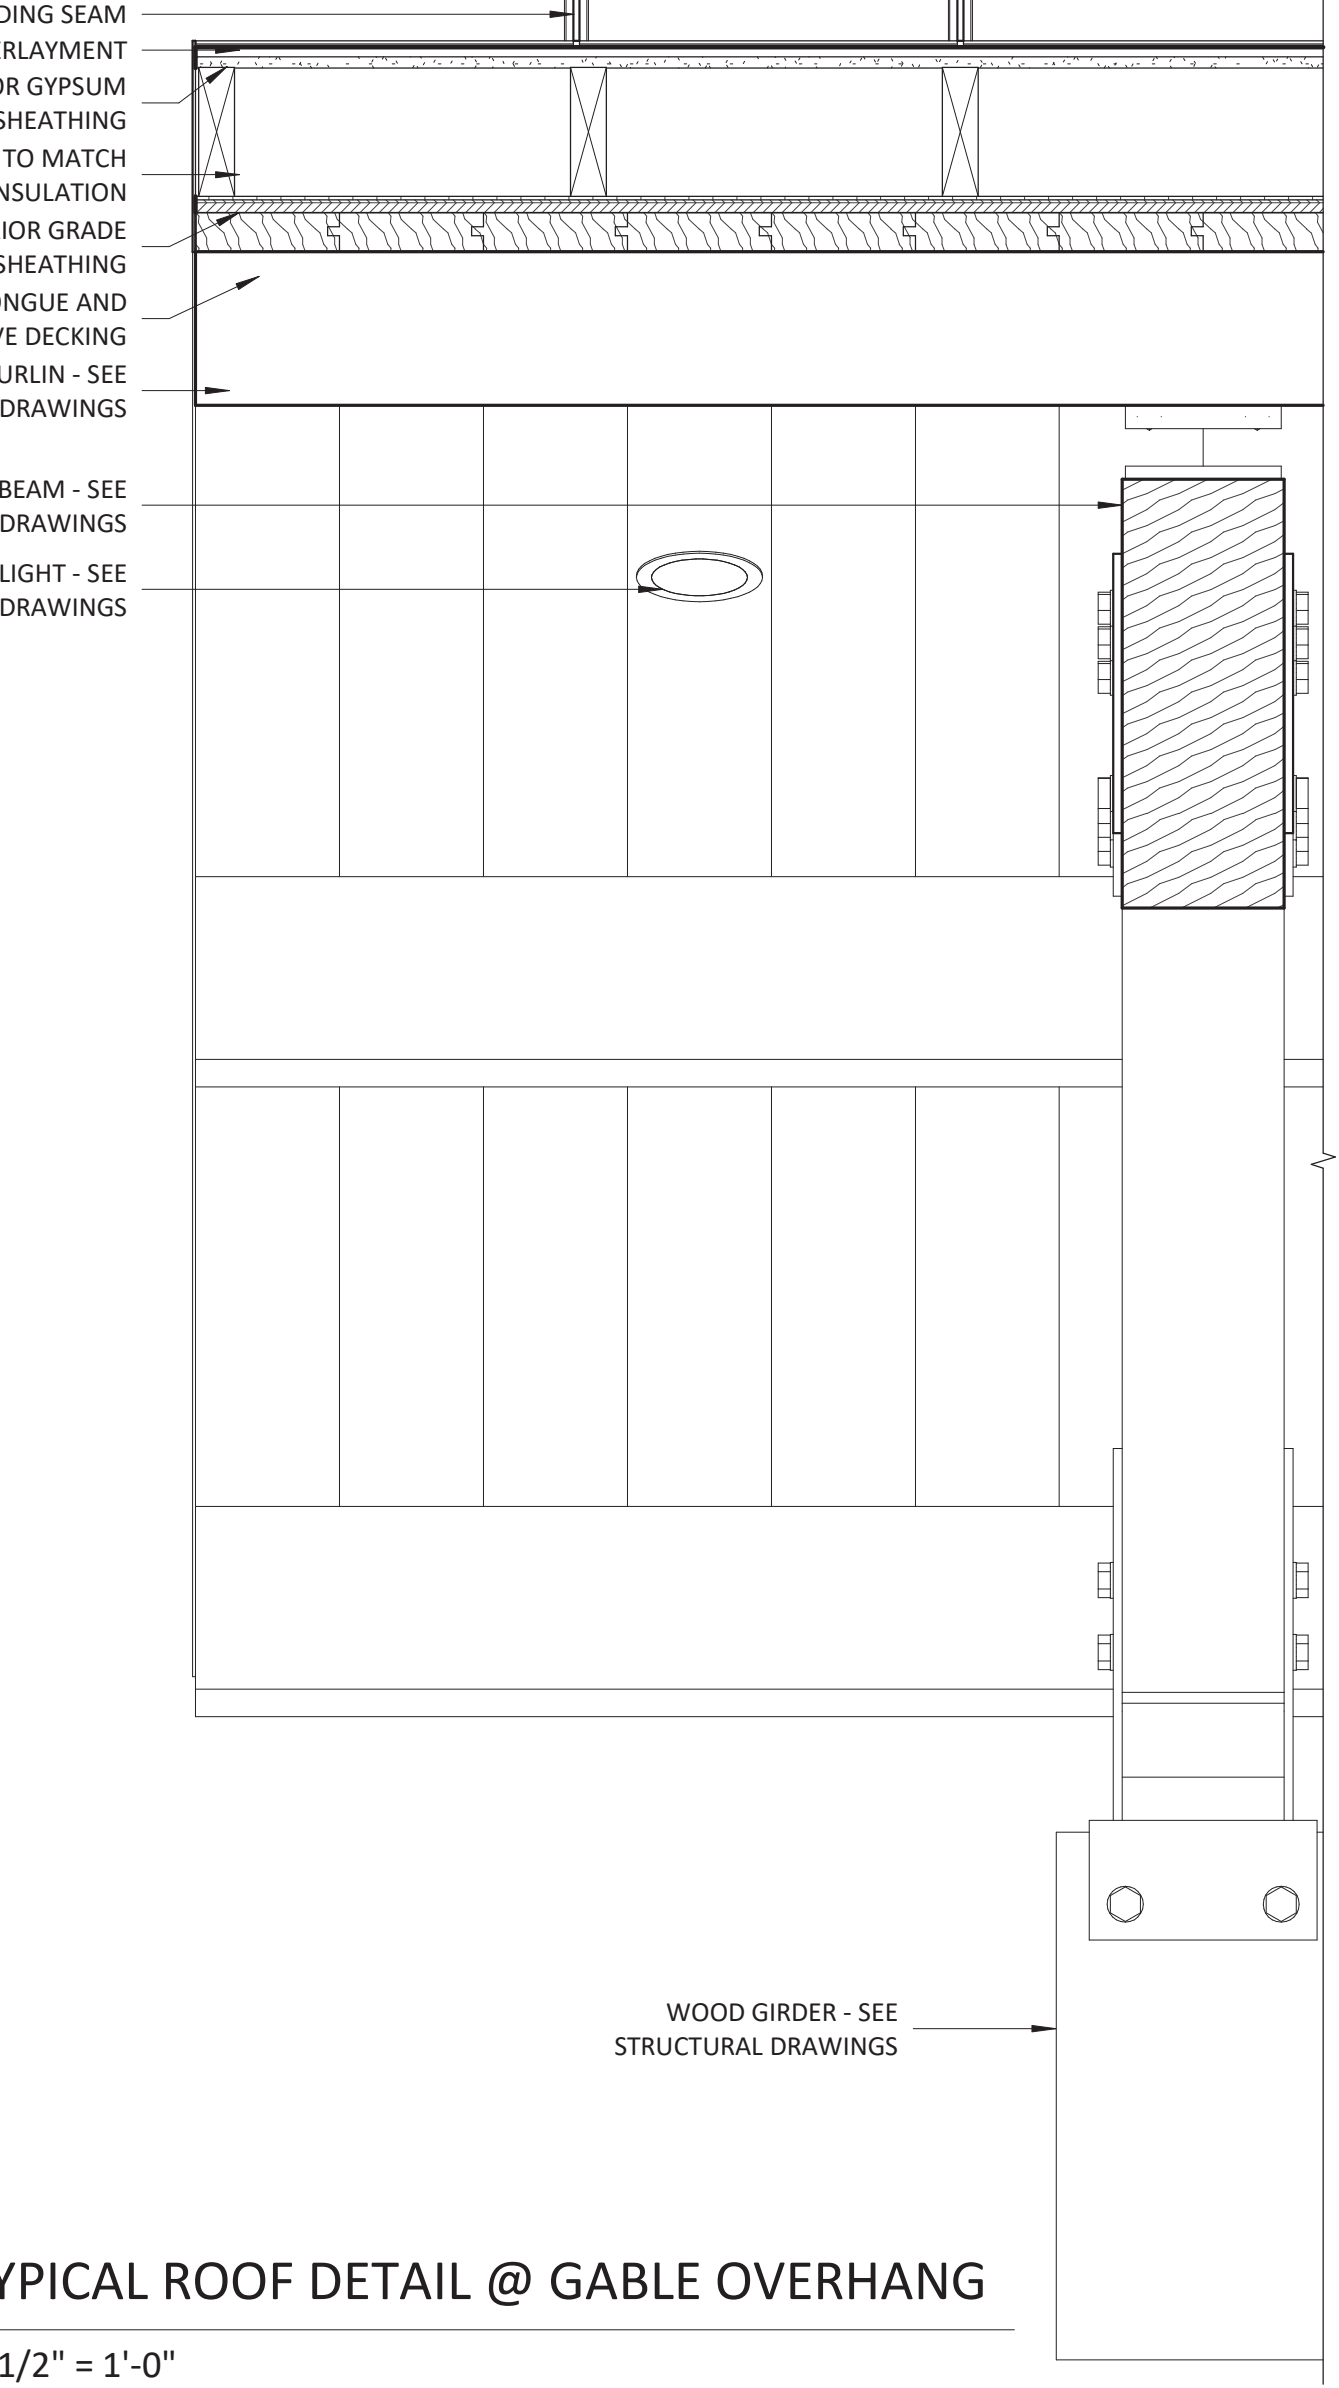 DING SEAM
ERLAYMENT
OR GYPSUM
SHEATHING
TO MATCH
NSULATION
IOR GRADE
SHEATHING
ONGUE AND
VE DECKING
URLIN - SEE
DRAWINGS
BEAM - SEE
DRAWINGS
LIGHT - SEE
DRAWINGS
WOOD GIRDER - SEE
STRUCTURAL DRAWINGS
YPICAL ROOF DETAIL @ GABLE OVERHANG
1/2" = 1'-0"